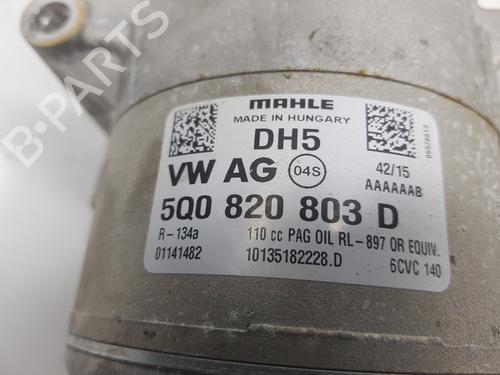 MAHLE
MADE IN HUNGARY
DH5
VW AG 04S 42/15
AAAAAAB
5Q0 820 803 D
R-134a 110 cc PAG OIL RL-897 OR EQUIV.
01141482 10135182228.D 6CVC 140